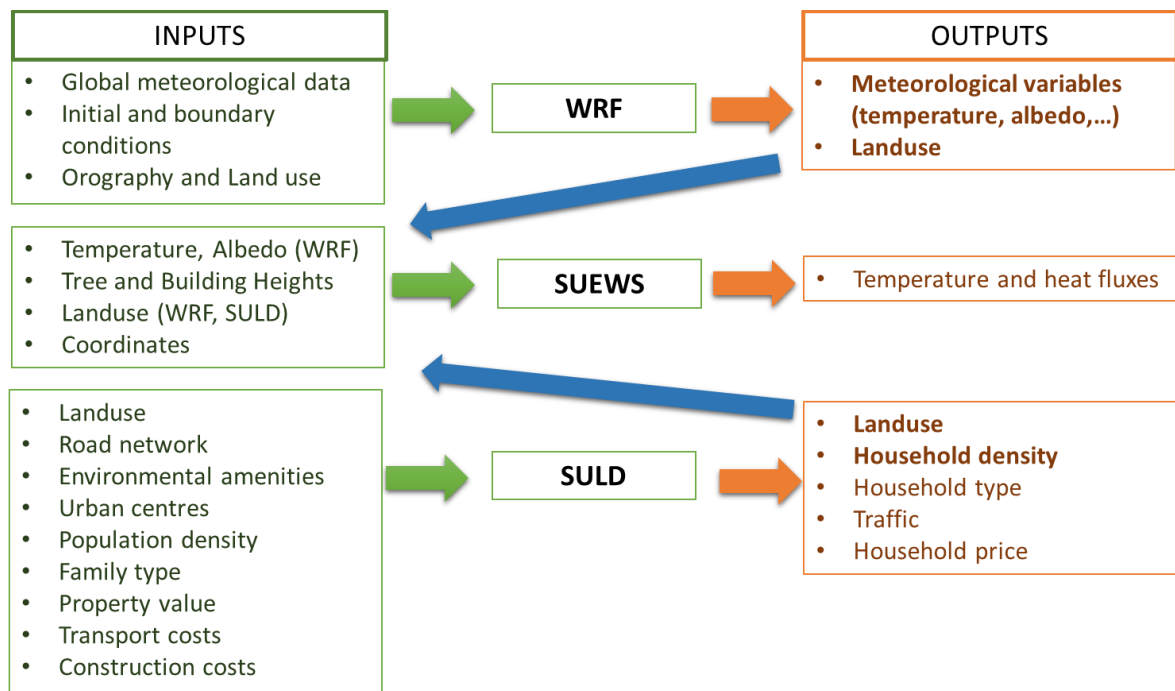 INPUTS
• Global meteorological data
• Initial and boundary
conditions
• Orography and Land use
WRF
OUTPUTS
• Meteorological variables
(temperature, albedo,...)
• Landuse
• Temperature, Albedo (WRF)
• Tree and Building Heights
• Landuse (WRF, SULD)
• Coordinates
SUEWS
• Temperature and heat fluxes
• Landuse
• Road network
• Environmental amenities
• Urban centres
• Population density
• Family type
• Property value
• Transport costs
• Construction costs
SULD
• Landuse
• Household density
• Household type
• Traffic
• Household price